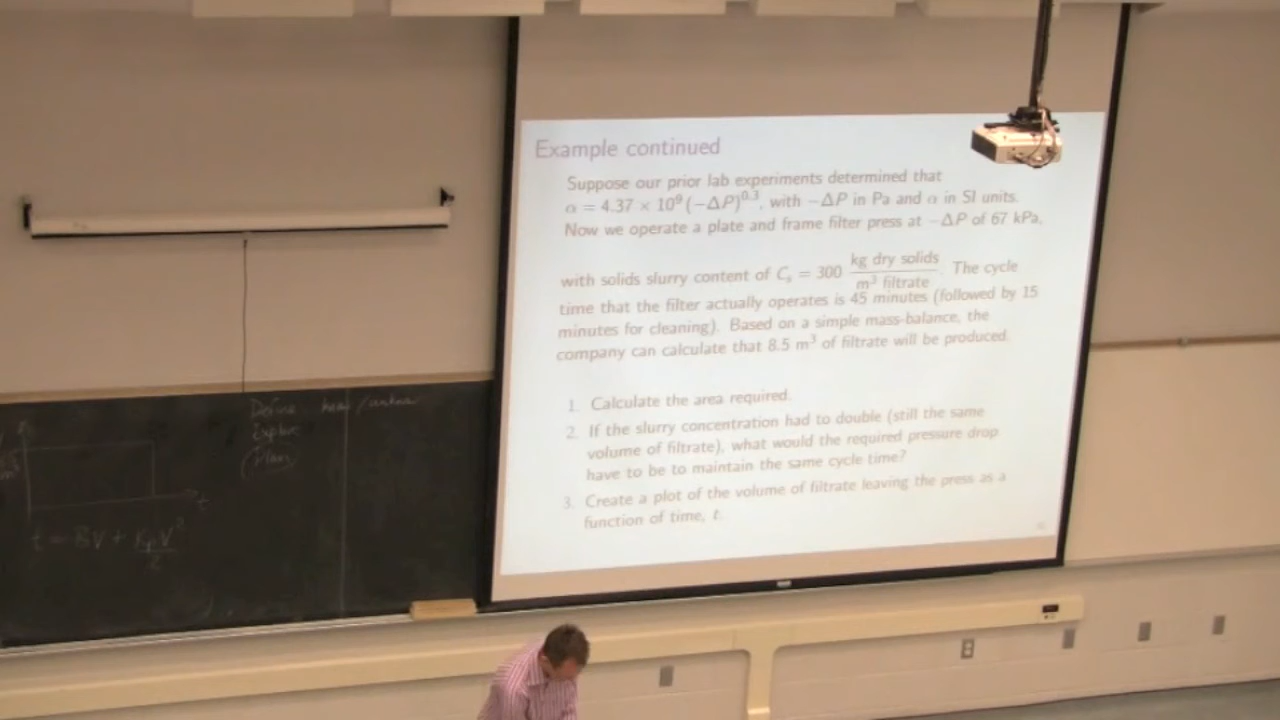 Example continued
Suppose our prior lab experiments determined that
α = 4.37 × 10⁹ (−ΔP)^0.3, with −ΔP in Pa and α in SI units.
Now we operate a plate and frame filter press at −ΔP of 67 kPa,
with solids slurry content of Cₛ = 300 kg dry solids / m³ filtrate. The cycle
time that the filter actually operates is 45 minutes (followed by 15
minutes for cleaning). Based on a simple mass-balance, the
company can calculate that 8.5 m³ of filtrate will be produced.
1. Calculate the area required.
2. If the slurry concentration had to double (still the same
volume of filtrate), what would the required pressure drop
have to be to maintain the same cycle time?
3. Create a plot of the volume of filtrate leaving the press as a
function of time, t.
Define
Explore
(Plan)
t
t = BV + KₚV²/2